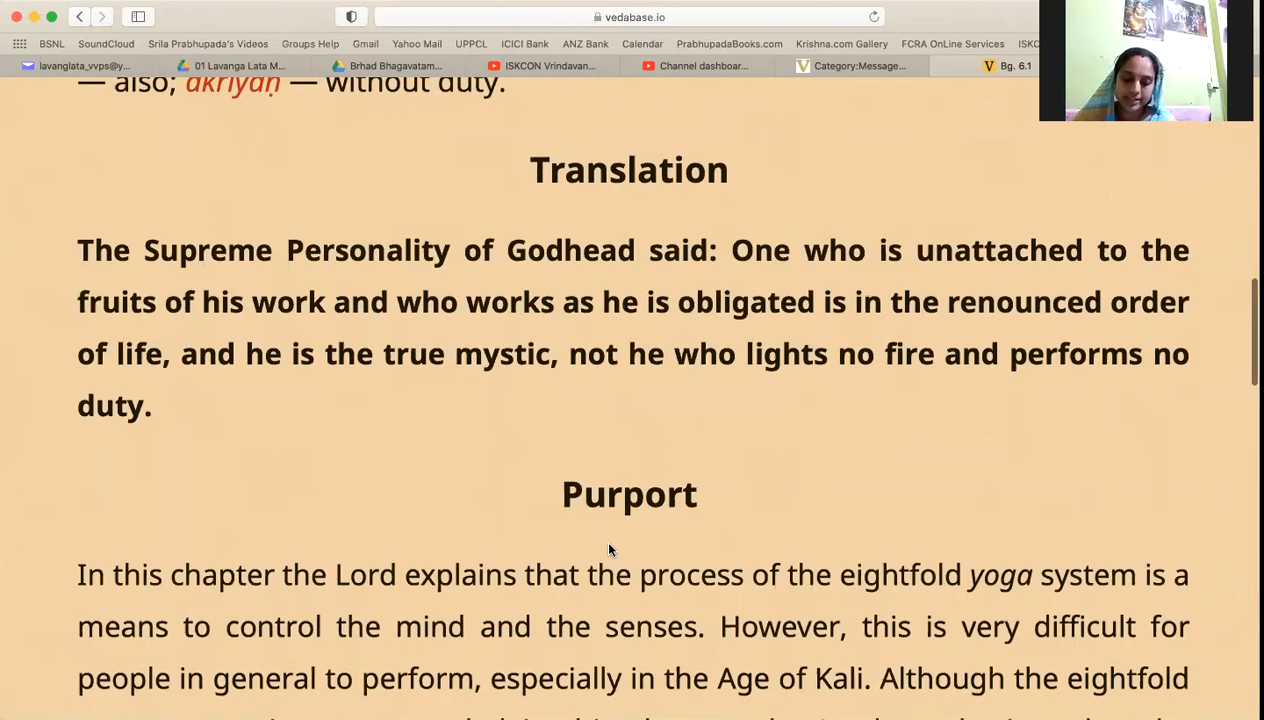 vedabase.io
BSNL SoundCloud Srila Prabhupada's Videos Groups Help Gmail Yahoo Mail UPPCL ICICI Bank ANZ Bank Calendar PrabhupadaBooks.com Krishna.com Gallery FCRA OnLine Services ISKC
lavanglata_vvps@y... 01 Lavanga Lata M... Brhad Bhagavatam... ISKCON Vrindavan... Channel dashboar... Category:Message... Bg. 6.1
— also; akriyaḥ — without duty.
Translation
The Supreme Personality of Godhead said: One who is unattached to the
fruits of his work and who works as he is obligated is in the renounced order
of life, and he is the true mystic, not he who lights no fire and performs no
duty.
Purport
In this chapter the Lord explains that the process of the eightfold yoga system is a
means to control the mind and the senses. However, this is very difficult for
people in general to perform, especially in the Age of Kali. Although the eightfold